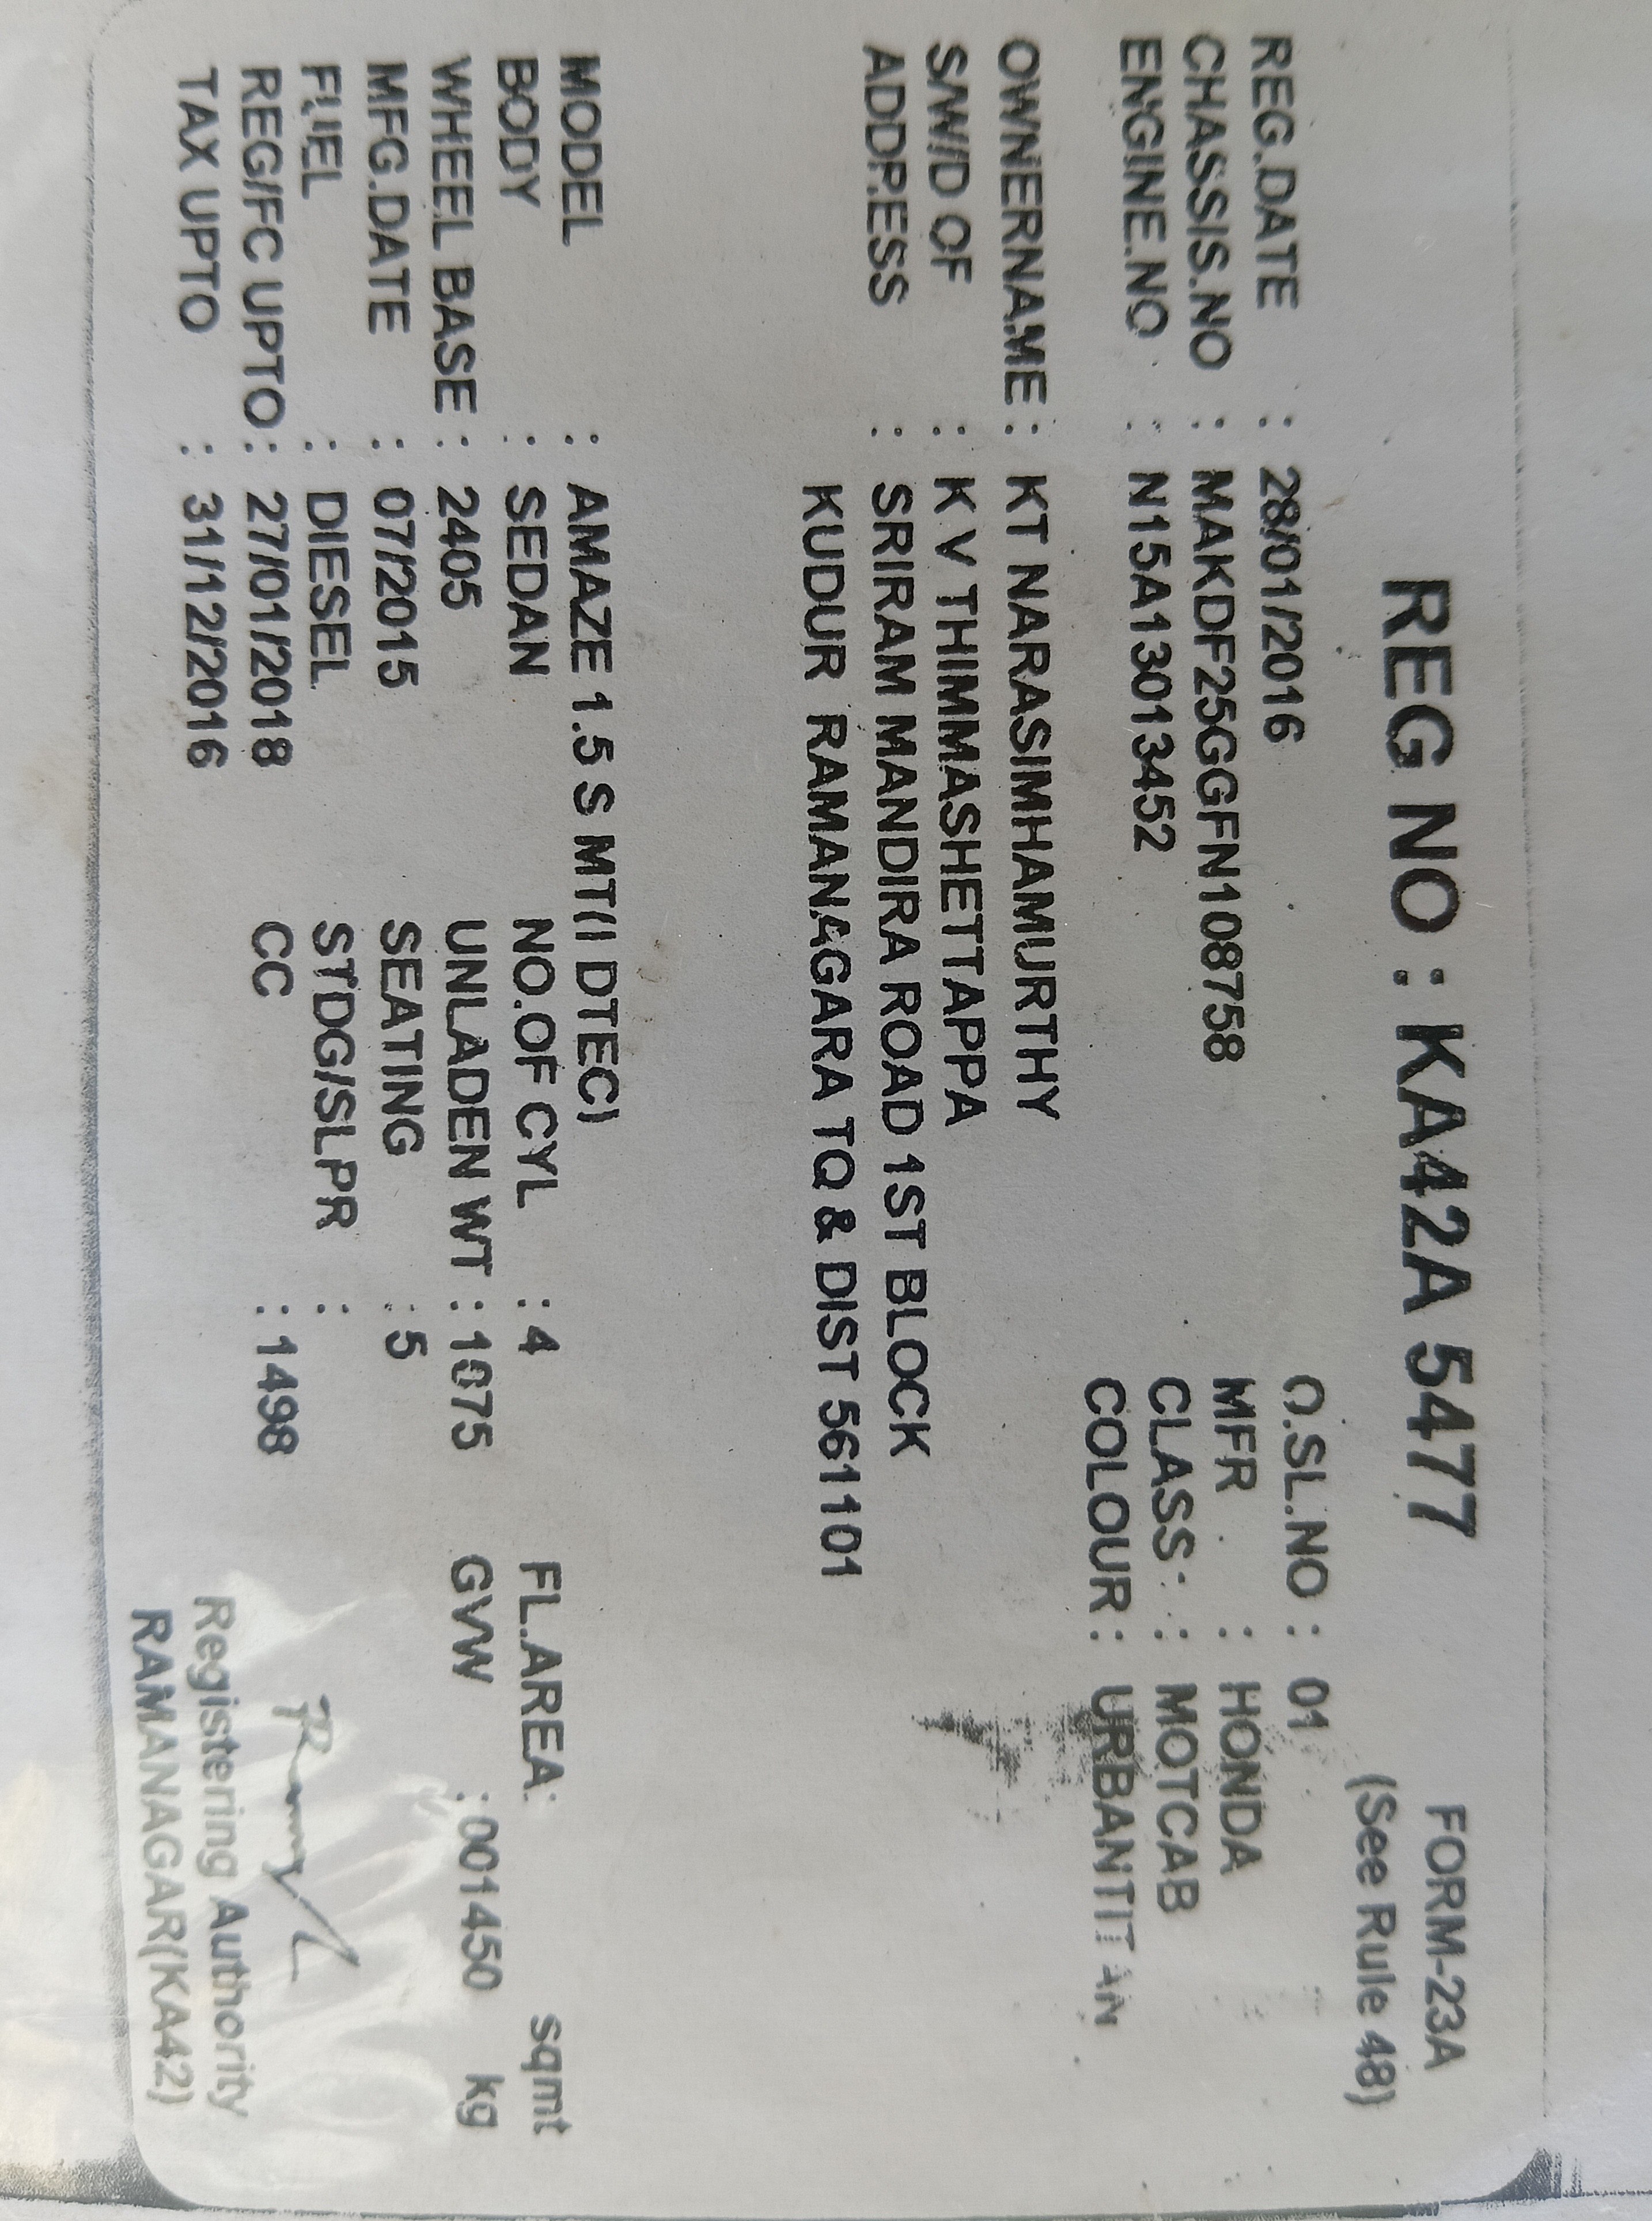 FORM-23A
REG NO : KA42A 5477
(See Rule 48)
REG.DATE : 28/01/2016 O.SL.NO : 01
CHASSIS.NO : MAKDF25GGFN108758 MFR : HONDA
ENGINE.NO : N15A13013452 CLASS : MOTCAB
COLOUR : URBANTITAN
OWNERNAME : KT NARASIMHAMURTHY
S/W/D OF : K V THIMMASHETTAPPA
ADDRESS : SRIRAM MANDIRA ROAD 1ST BLOCK
KUDUR RAMANAGARA TQ & DIST 561101
MODEL : AMAZE 1.5 S MT(I DTEC)
BODY : SEDAN NO.OF CYL : 4 FL.AREA: sqmt
WHEEL BASE : 2405 UNLADEN WT : 1075 GVW : 001450 kg
MFG.DATE : 07/2015 SEATING : 5
FUEL : DIESEL STDG/SLPR :
REG/FC UPTO : 27/01/2018 CC : 1498
TAX UPTO : 31/12/2016
Registering Authority
RAMANAGAR(KA42)